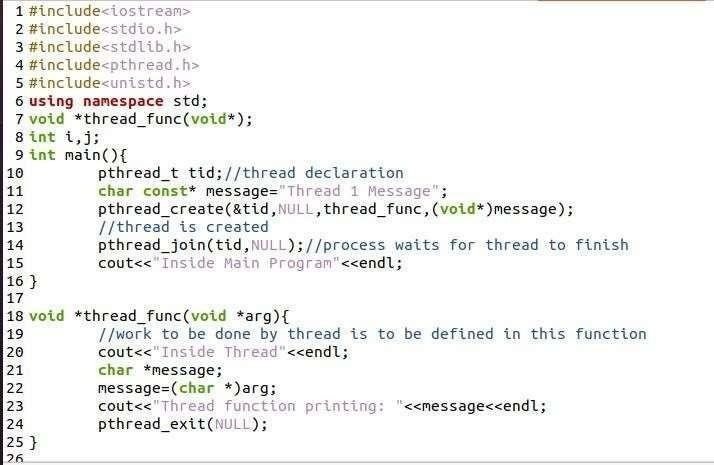 1 #include<iostream>
2 #include<stdio.h>
3 #include<stdlib.h>
4 #include<pthread.h>
5 #include<unistd.h>
6 using namespace std;
7 void *thread_func(void*);
8 int i,j;
9 int main(){
10         pthread_t tid;//thread declaration
11         char const* message="Thread 1 Message";
12         pthread_create(&tid,NULL,thread_func,(void*)message);
13         //thread is created
14         pthread_join(tid,NULL);//process waits for thread to finish
15         cout<<"Inside Main Program"<<endl;
16 }
17
18 void *thread_func(void *arg){
19         //work to be done by thread is to be defined in this function
20         cout<<"Inside Thread"<<endl;
21         char *message;
22         message=(char *)arg;
23         cout<<"Thread function printing: "<<message<<endl;
24         pthread_exit(NULL);
25 }
26